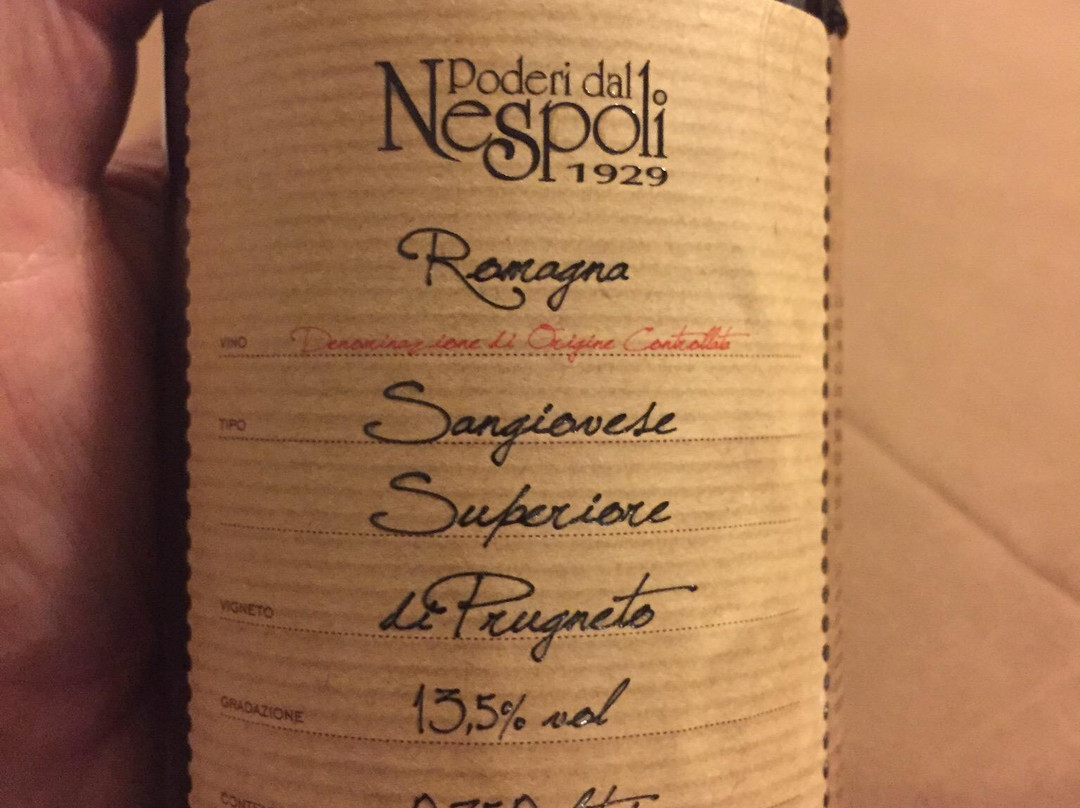 Poderi dal
Nespoli
1929
Romagna
VINO Denominazione di Origine Controllata
TIPO Sangiovese
Superiore
VIGNETO di Prugneto
GRADAZIONE 13,5% vol